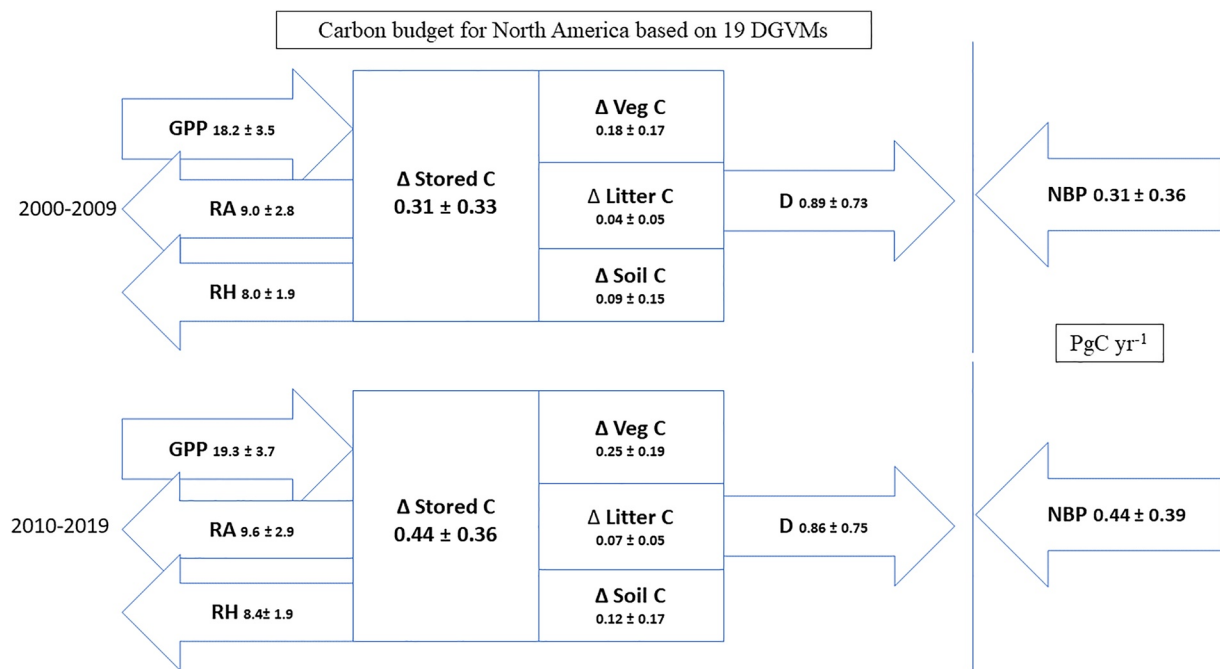 Carbon budget for North America based on 19 DGVMs
2000-2009
GPP 18.2 ± 3.5
RA 9.0 ± 2.8
RH 8.0 ± 1.9
Δ Stored C
0.31 ± 0.33
Δ Veg C
0.18 ± 0.17
Δ Litter C
0.04 ± 0.05
Δ Soil C
0.09 ± 0.15
D 0.89 ± 0.73
NBP 0.31 ± 0.36
PgC yr⁻¹
2010-2019
GPP 19.3 ± 3.7
RA 9.6 ± 2.9
RH 8.4± 1.9
Δ Stored C
0.44 ± 0.36
Δ Veg C
0.25 ± 0.19
Δ Litter C
0.07 ± 0.05
Δ Soil C
0.12 ± 0.17
D 0.86 ± 0.75
NBP 0.44 ± 0.39